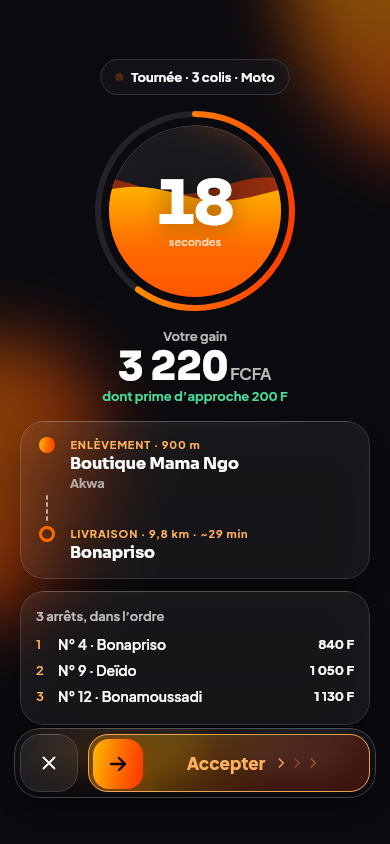 Tournée · 3 colis · Moto
18
secondes
Votre gain
3 220 FCFA
dont prime d’approche 200 F
ENLÈVEMENT · 900 m
Boutique Mama Ngo
Akwa
LIVRAISON · 9,8 km · ~29 min
Bonapriso
3 arrêts, dans l’ordre
1 N° 4 · Bonapriso 840 F
2 N° 9 · Deïdo 1 050 F
3 N° 12 · Bonamoussadi 1 130 F
Accepter